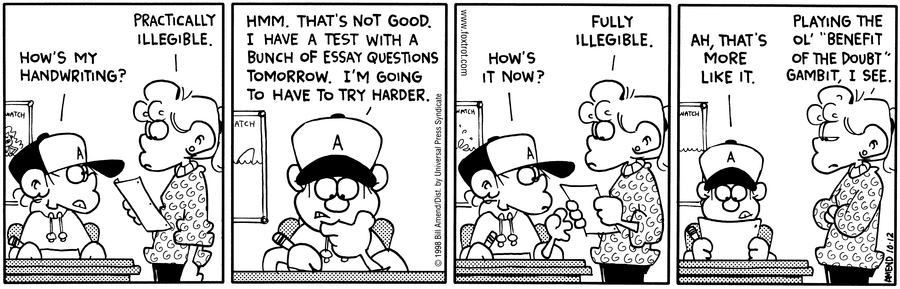 HOW'S MY
HANDWRITING?
PRACTICALLY
ILLEGIBLE.
HMM. THAT'S NOT GOOD.
I HAVE A TEST WITH A
BUNCH OF ESSAY QUESTIONS
TOMORROW. I'M GOING
TO HAVE TO TRY HARDER.
© 1998 Bill Amend/Dist. by Universal Press Syndicate
www.foxtrot.com
HOW'S
IT NOW?
FULLY
ILLEGIBLE.
AH, THAT'S
MORE
LIKE IT.
PLAYING THE
OL' "BENEFIT
OF THE DOUBT"
GAMBIT, I SEE.
AMEND 10-12
WATCH
A
ATCH
A
WATCH
A
WATCH
A